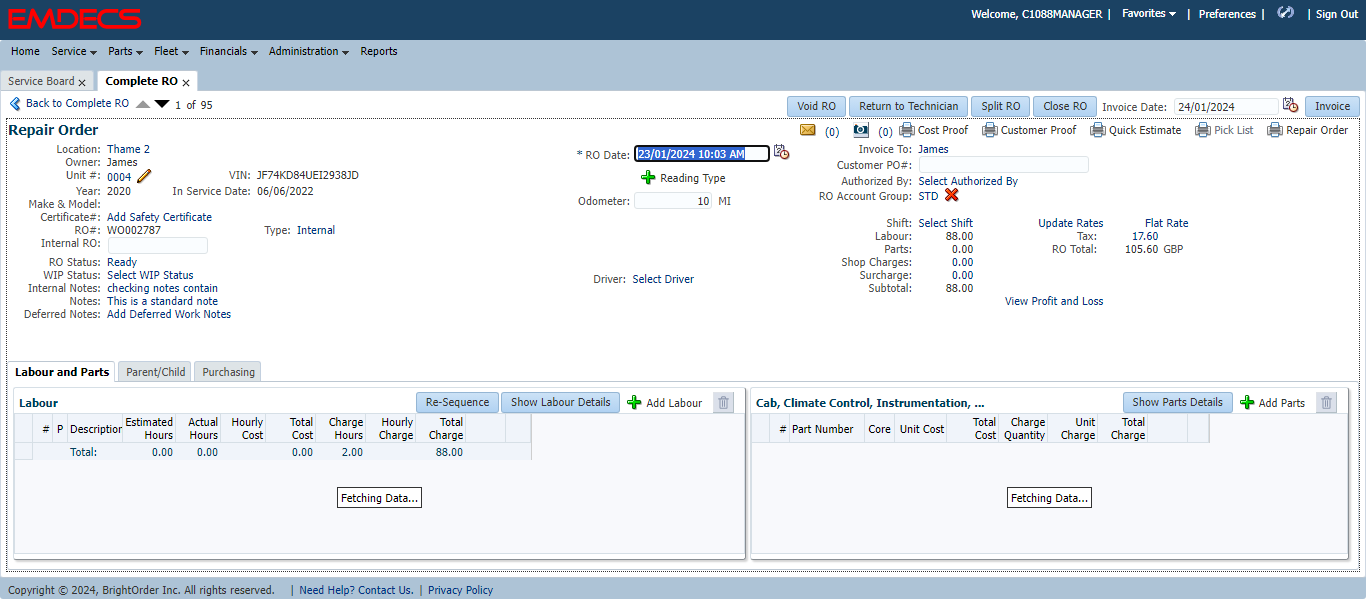 EMDECS
Welcome, C1088MANAGER | Favorites | Preferences | | Sign Out
Home Service Parts Fleet Financials Administration Reports
Service Board x Complete RO x
Back to Complete RO 1 of 95
Void RO Return to Technician Split RO Close RO Invoice Date: 24/01/2024 Invoice
Repair Order
(0) (0) Cost Proof Customer Proof Quick Estimate Pick List Repair Order
Location: Thame 2
Owner: James
Unit #: 0004 VIN: JF74KD84UEI2938JD
Year: 2020 In Service Date: 06/06/2022
Make & Model:
Certificate#: Add Safety Certificate
RO#: WO002787 Type: Internal
Internal RO:
RO Status: Ready
WIP Status: Select WIP Status
Internal Notes: checking notes contain
Notes: This is a standard note
Deferred Notes: Add Deferred Work Notes
* RO Date: 23/01/2024 10:03 AM
Reading Type
Odometer: 10 MI
Driver: Select Driver
Invoice To: James
Customer PO#:
Authorized By: Select Authorized By
RO Account Group: STD
Shift: Select Shift Update Rates Flat Rate
Labour: 88.00 Tax: 17.60
Parts: 0.00 RO Total: 105.60 GBP
Shop Charges: 0.00
Surcharge: 0.00
Subtotal: 88.00
View Profit and Loss
Labour and Parts Parent/Child Purchasing
Labour Re-Sequence Show Labour Details Add Labour
# P Description Estimated Hours Actual Hours Hourly Cost Total Cost Charge Hours Hourly Charge Total Charge
Total: 0.00 0.00 0.00 2.00 88.00
Fetching Data...
Cab, Climate Control, Instrumentation, ... Show Parts Details Add Parts
# Part Number Core Unit Cost Total Cost Charge Quantity Unit Charge Total Charge
Fetching Data...
Copyright © 2024, BrightOrder Inc. All rights reserved. | Need Help? Contact Us. | Privacy Policy